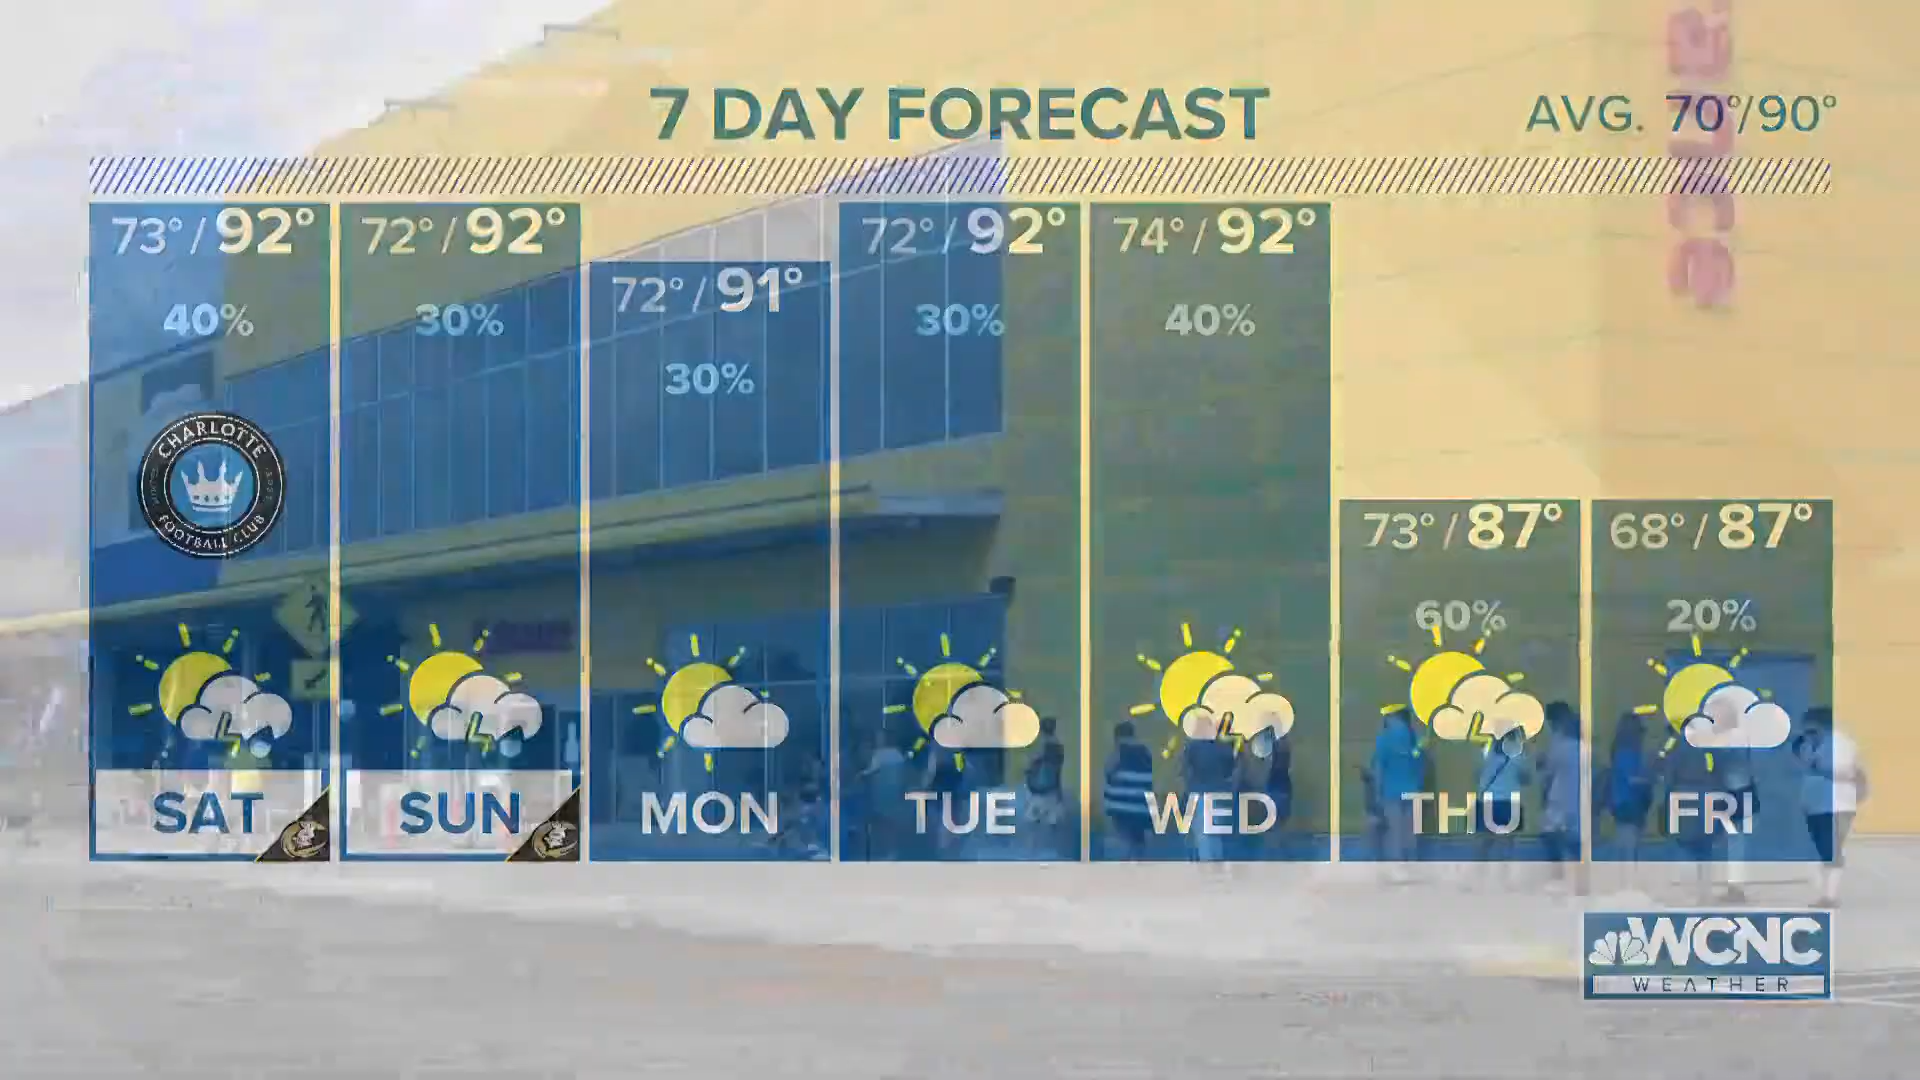 7 DAY FORECAST
AVG. 70°/90°
73°/92°
40%
CHARLOTTE
FOOTBALL CLUB
SAT
72°/92°
30%
SUN
72°/91°
30%
MON
72°/92°
30%
TUE
74°/92°
40%
WED
73°/87°
60%
THU
68°/87°
20%
FRI
WCNC
WEATHER